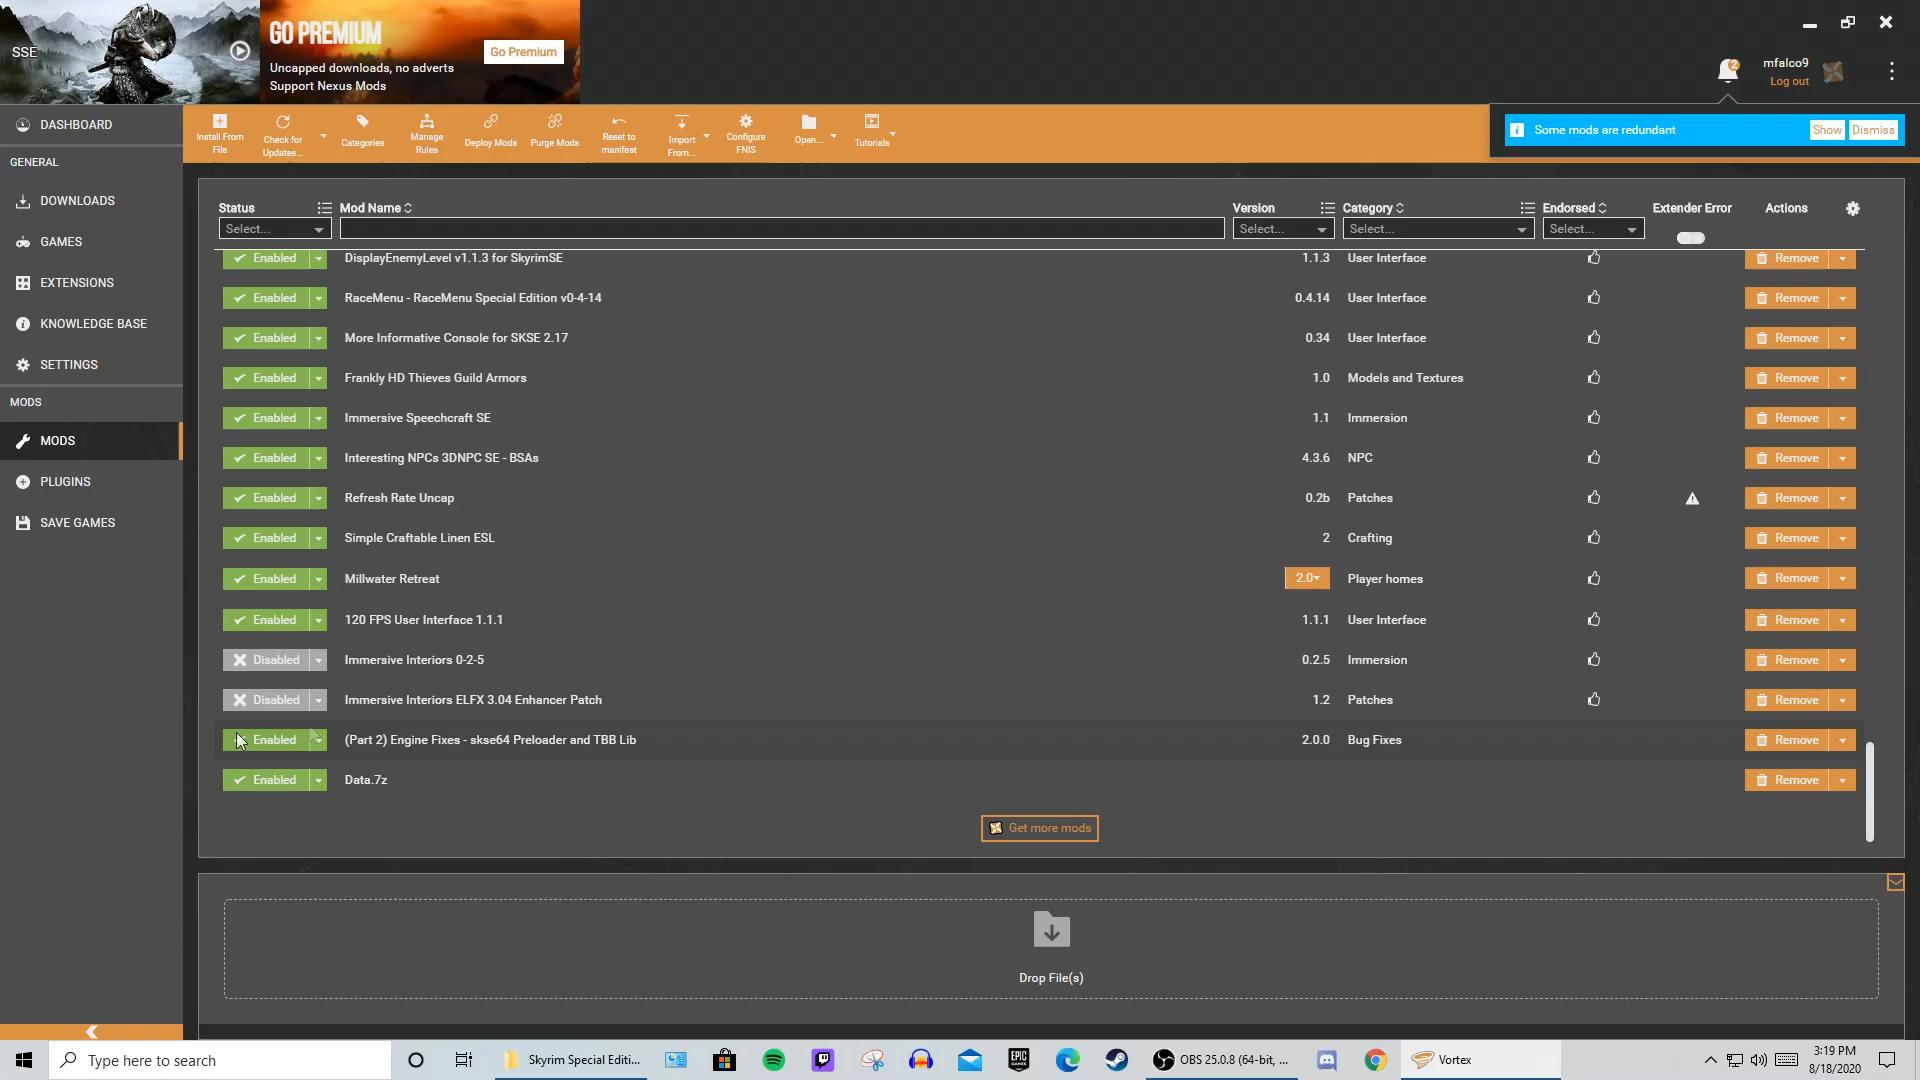 SSE
GO PREMIUM
Uncapped downloads, no adverts
Support Nexus Mods
Go Premium
2
mfalco9
Log out
Some mods are redundant
Show
Dismiss
DASHBOARD
GENERAL
DOWNLOADS
GAMES
EXTENSIONS
KNOWLEDGE BASE
SETTINGS
MODS
MODS
PLUGINS
SAVE GAMES
Install From
File
Check for
Updates...
Categories
Manage
Rules
Deploy Mods
Purge Mods
Reset to
manifest
Import
From...
Configure
FNIS
Open...
Tutorials
Status Mod Name Version Category Endorsed Extender Error Actions
Select... Select... Select... Select...
Enabled DisplayEnemyLevel v1.1.3 for SkyrimSE 1.1.3 User Interface Remove
Enabled RaceMenu - RaceMenu Special Edition v0-4-14 0.4.14 User Interface Remove
Enabled More Informative Console for SKSE 2.17 0.34 User Interface Remove
Enabled Frankly HD Thieves Guild Armors 1.0 Models and Textures Remove
Enabled Immersive Speechcraft SE 1.1 Immersion Remove
Enabled Interesting NPCs 3DNPC SE - BSAs 4.3.6 NPC Remove
Enabled Refresh Rate Uncap 0.2b Patches Remove
Enabled Simple Craftable Linen ESL 2 Crafting Remove
Enabled Millwater Retreat 2.0 Player homes Remove
Enabled 120 FPS User Interface 1.1.1 1.1.1 User Interface Remove
Disabled Immersive Interiors 0-2-5 0.2.5 Immersion Remove
Disabled Immersive Interiors ELFX 3.04 Enhancer Patch 1.2 Patches Remove
Enabled (Part 2) Engine Fixes - skse64 Preloader and TBB Lib 2.0.0 Bug Fixes Remove
Enabled Data.7z Remove
Get more mods
Drop File(s)
Type here to search
Skyrim Special Editi...
EPIC
GAMES
OBS 25.0.8 (64-bit, ...
Vortex
3:19 PM
8/18/2020